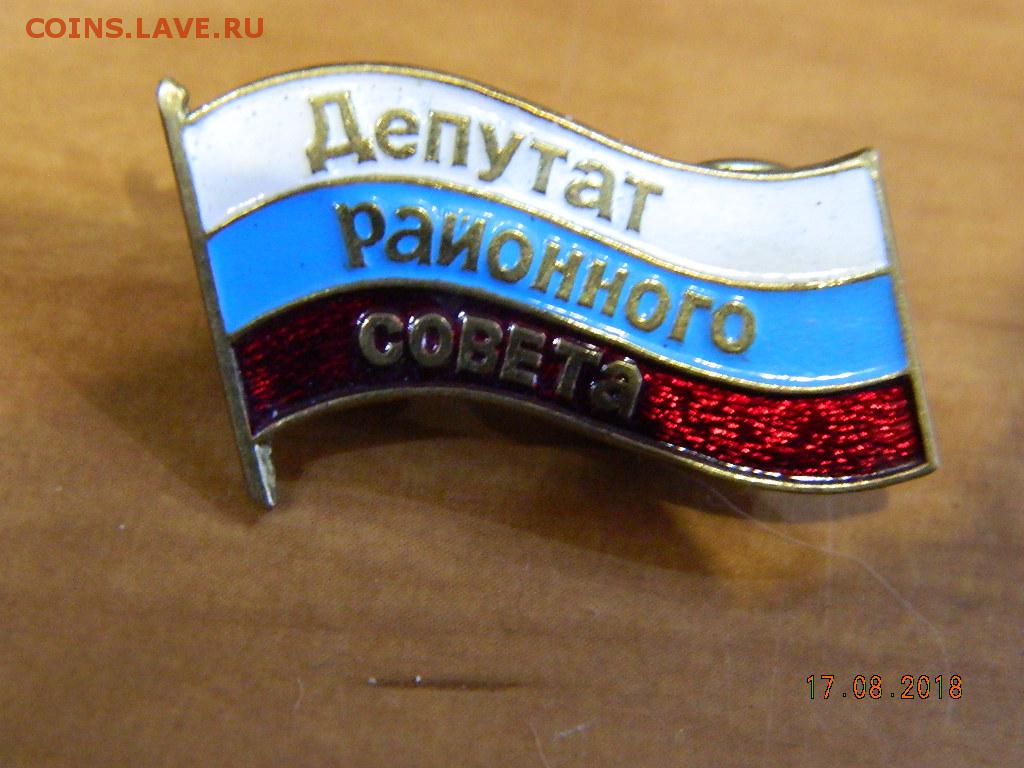 COINS.LAVE.RU
Депутат
районного
совета
17.08.2018